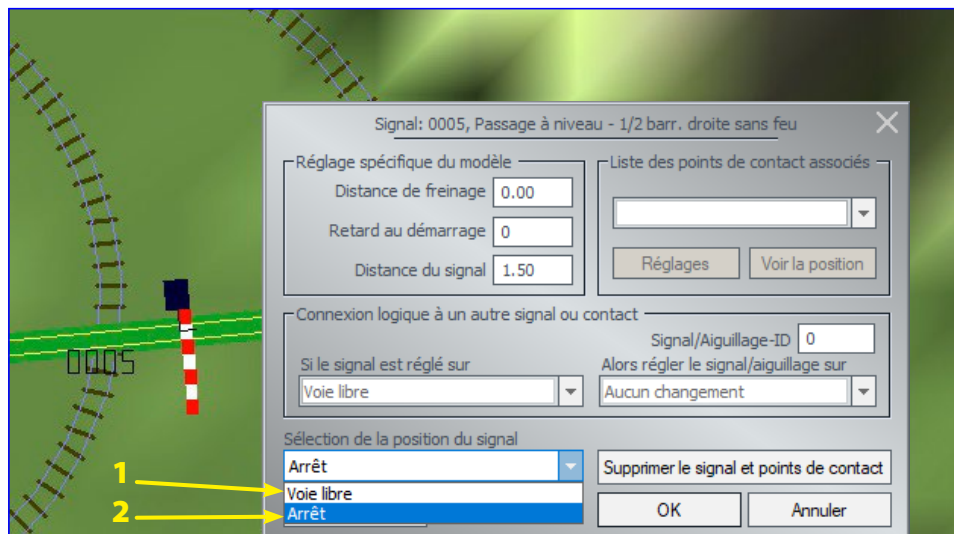 Signal: 0005, Passage à niveau - 1/2 barr. droite sans feu
Réglage spécifique du modèle
Distance de freinage 0.00
Retard au démarrage 0
Distance du signal 1.50
Liste des points de contact associés
Réglages
Voir la position
Connexion logique à un autre signal ou contact
Signal/Aiguillage-ID 0
Si le signal est réglé sur
Alors régler le signal/aiguillage sur
Voie libre
Aucun changement
0005
Sélection de la position du signal
Arrêt
Supprimer le signal et points de contact
1
Voie libre
2
Arrêt
OK
Annuler